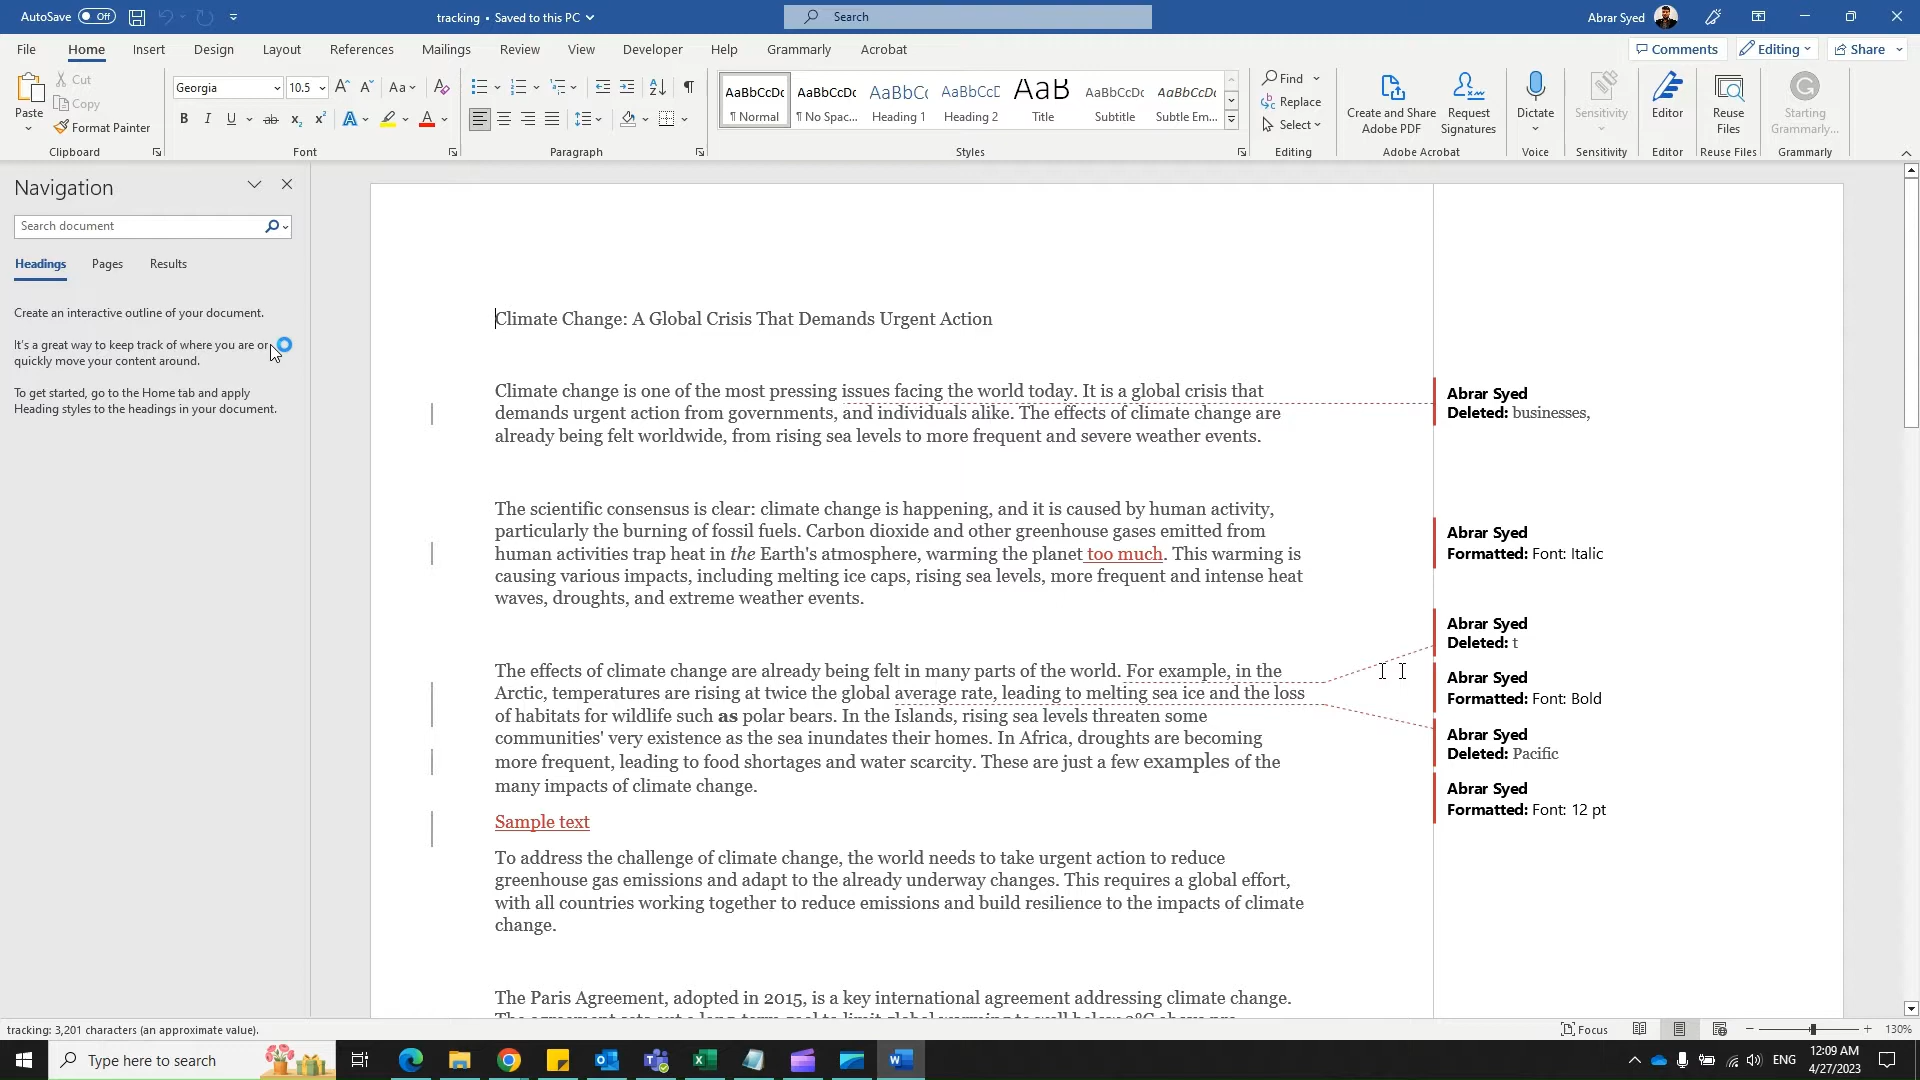 AutoSave Off
tracking • Saved to this PC
Search
Abrar Syed
File Home Insert Design Layout References Mailings Review View Developer Help Grammarly Acrobat
Comments Editing Share
Paste
Cut
Copy
Format Painter
Clipboard
Georgia 10.5
Font
Paragraph
AaBbCcDc AaBbCcDc AaBbC AaBbCcD AaB AaBbCcDc AaBbCcDc
¶ Normal ¶ No Spac... Heading 1 Heading 2 Title Subtitle Subtle Em...
Styles
Find
Replace
Select
Editing
Create and Share
Adobe PDF
Request
Signatures
Adobe Acrobat
Dictate
Voice
Sensitivity
Sensitivity
Editor
Editor
Reuse
Files
Reuse Files
Starting
Grammarly...
Grammarly
Navigation
Search document
Headings Pages Results
Create an interactive outline of your document.
It's a great way to keep track of where you are or
quickly move your content around.
To get started, go to the Home tab and apply
Heading styles to the headings in your document.
Climate Change: A Global Crisis That Demands Urgent Action
Climate change is one of the most pressing issues facing the world today. It is a global crisis that
demands urgent action from governments, and individuals alike. The effects of climate change are
already being felt worldwide, from rising sea levels to more frequent and severe weather events.
The scientific consensus is clear: climate change is happening, and it is caused by human activity,
particularly the burning of fossil fuels. Carbon dioxide and other greenhouse gases emitted from
human activities trap heat in the Earth's atmosphere, warming the planet too much. This warming is
causing various impacts, including melting ice caps, rising sea levels, more frequent and intense heat
waves, droughts, and extreme weather events.
The effects of climate change are already being felt in many parts of the world. For example, in the
Arctic, temperatures are rising at twice the global average rate, leading to melting sea ice and the loss
of habitats for wildlife such as polar bears. In the Islands, rising sea levels threaten some
communities' very existence as the sea inundates their homes. In Africa, droughts are becoming
more frequent, leading to food shortages and water scarcity. These are just a few examples of the
many impacts of climate change.
Sample text
To address the challenge of climate change, the world needs to take urgent action to reduce
greenhouse gas emissions and adapt to the already underway changes. This requires a global effort,
with all countries working together to reduce emissions and build resilience to the impacts of climate
change.
The Paris Agreement, adopted in 2015, is a key international agreement addressing climate change.
Abrar Syed
Deleted: businesses,
Abrar Syed
Formatted: Font: Italic
Abrar Syed
Deleted: t
Abrar Syed
Formatted: Font: Bold
Abrar Syed
Deleted: Pacific
Abrar Syed
Formatted: Font: 12 pt
tracking: 3,201 characters (an approximate value).
Focus
130%
Type here to search
ENG
12:09 AM
4/27/2023